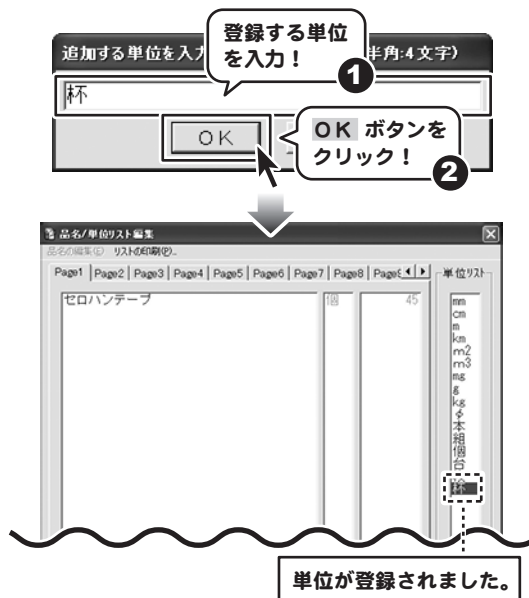 登録する単位
を入力！
1
追加する単位を入力
半角:4文字)
杯
OK
OK ボタンを
クリック！
2
品名/単位リスト編集
品名の編集(E) リストの印刷(P)..
Page1 Page2 Page3 Page4 Page5 Page6 Page7 Page8
単位リスト
セロハンテープ 個 45
mm
cm
m
km
m2
m3
mg
g
kg
φ
本
組
個
台
杯
単位が登録されました。